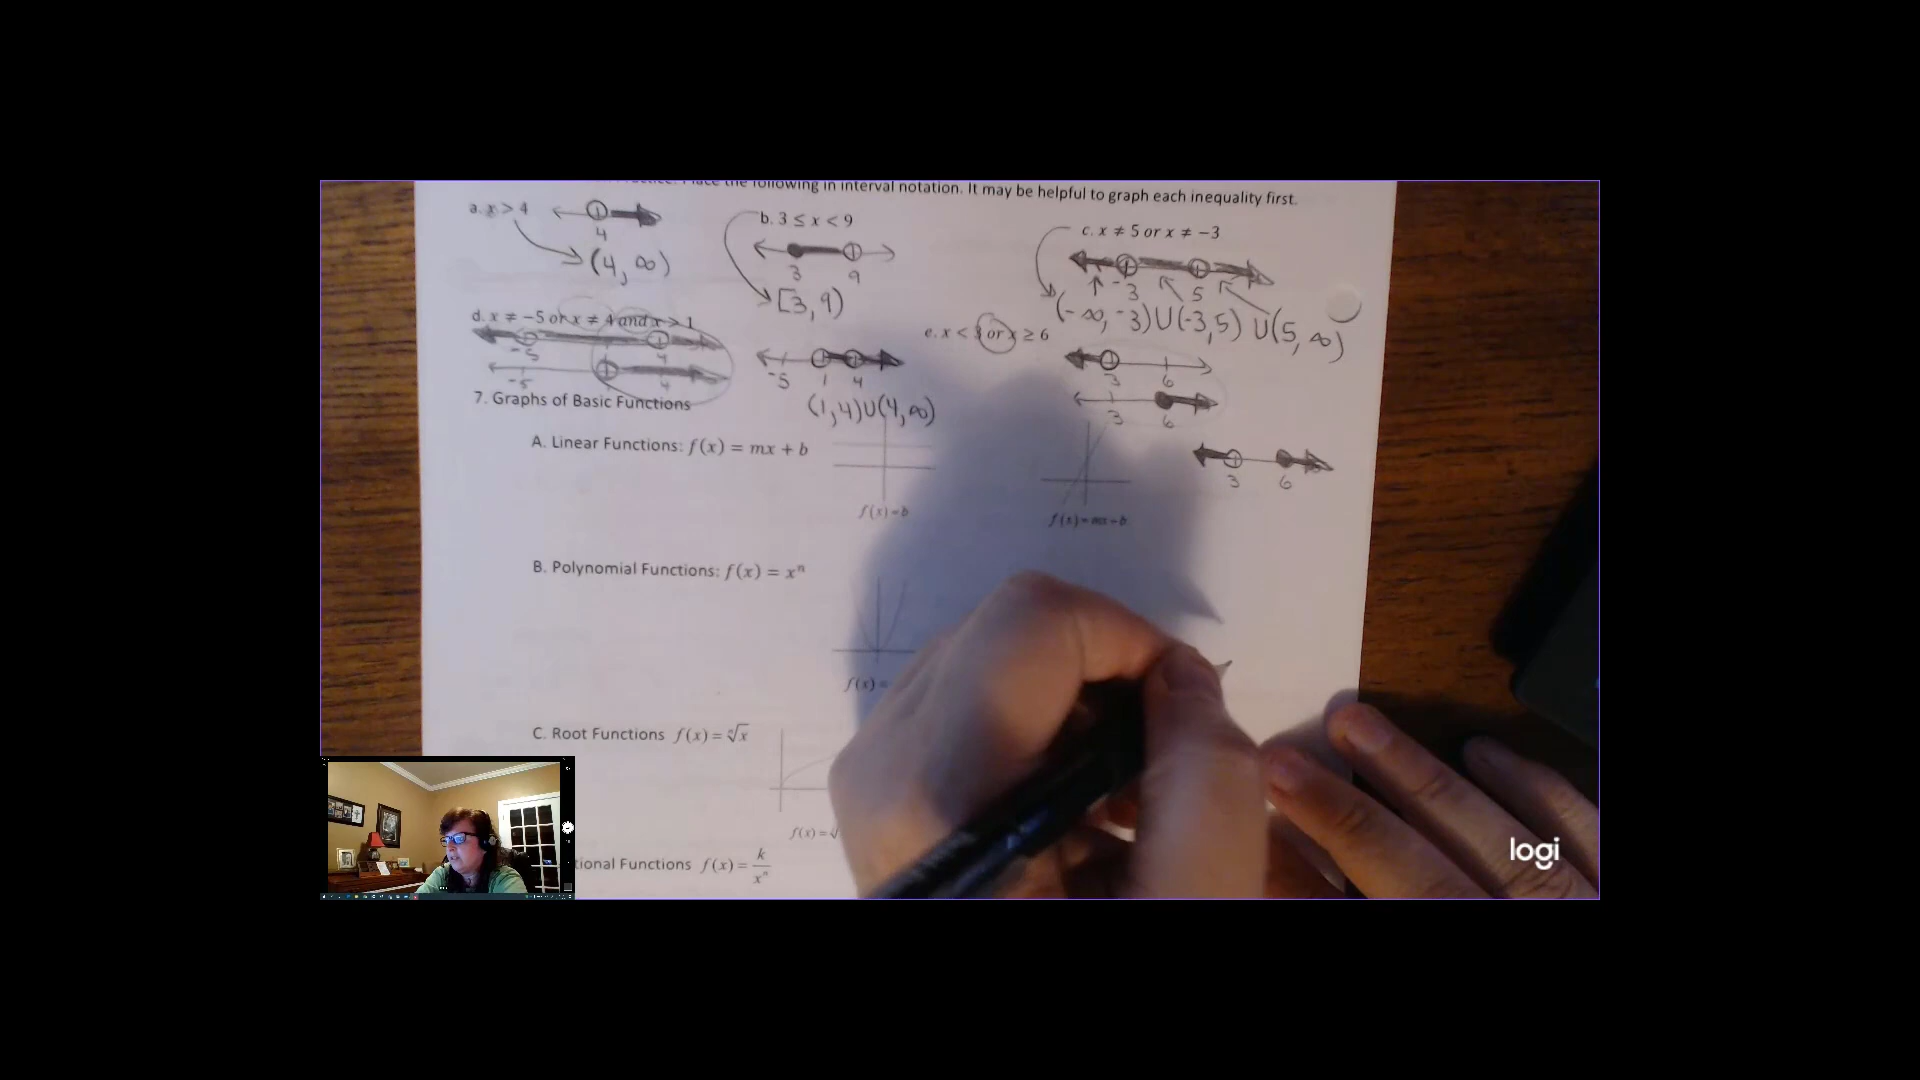 the following in interval notation. It may be helpful to graph each inequality first.
a. x > 4
4
(4, ∞)
b. 3 ≤ x < 9
3 9
[3, 9)
c. x ≠ 5 or x ≠ −3
-3 5
(-∞, -3) U (-3, 5) U (5, ∞)
d. x ≠ −5 or x ≠ 4 and x > 1
-5 4
-5 4
-5 1 4
(1, 4) U (4, ∞)
e. x < or x ≥ 6
3 6
3 6
3 6
7. Graphs of Basic Functions
A. Linear Functions: f(x) = mx + b
f(x)=b
f(x)=mx+b
B. Polynomial Functions: f(x) = xⁿ
f(x) =
C. Root Functions f(x) = ⁿ√x
f(x) = √
tional Functions f(x) = k/xⁿ
logi